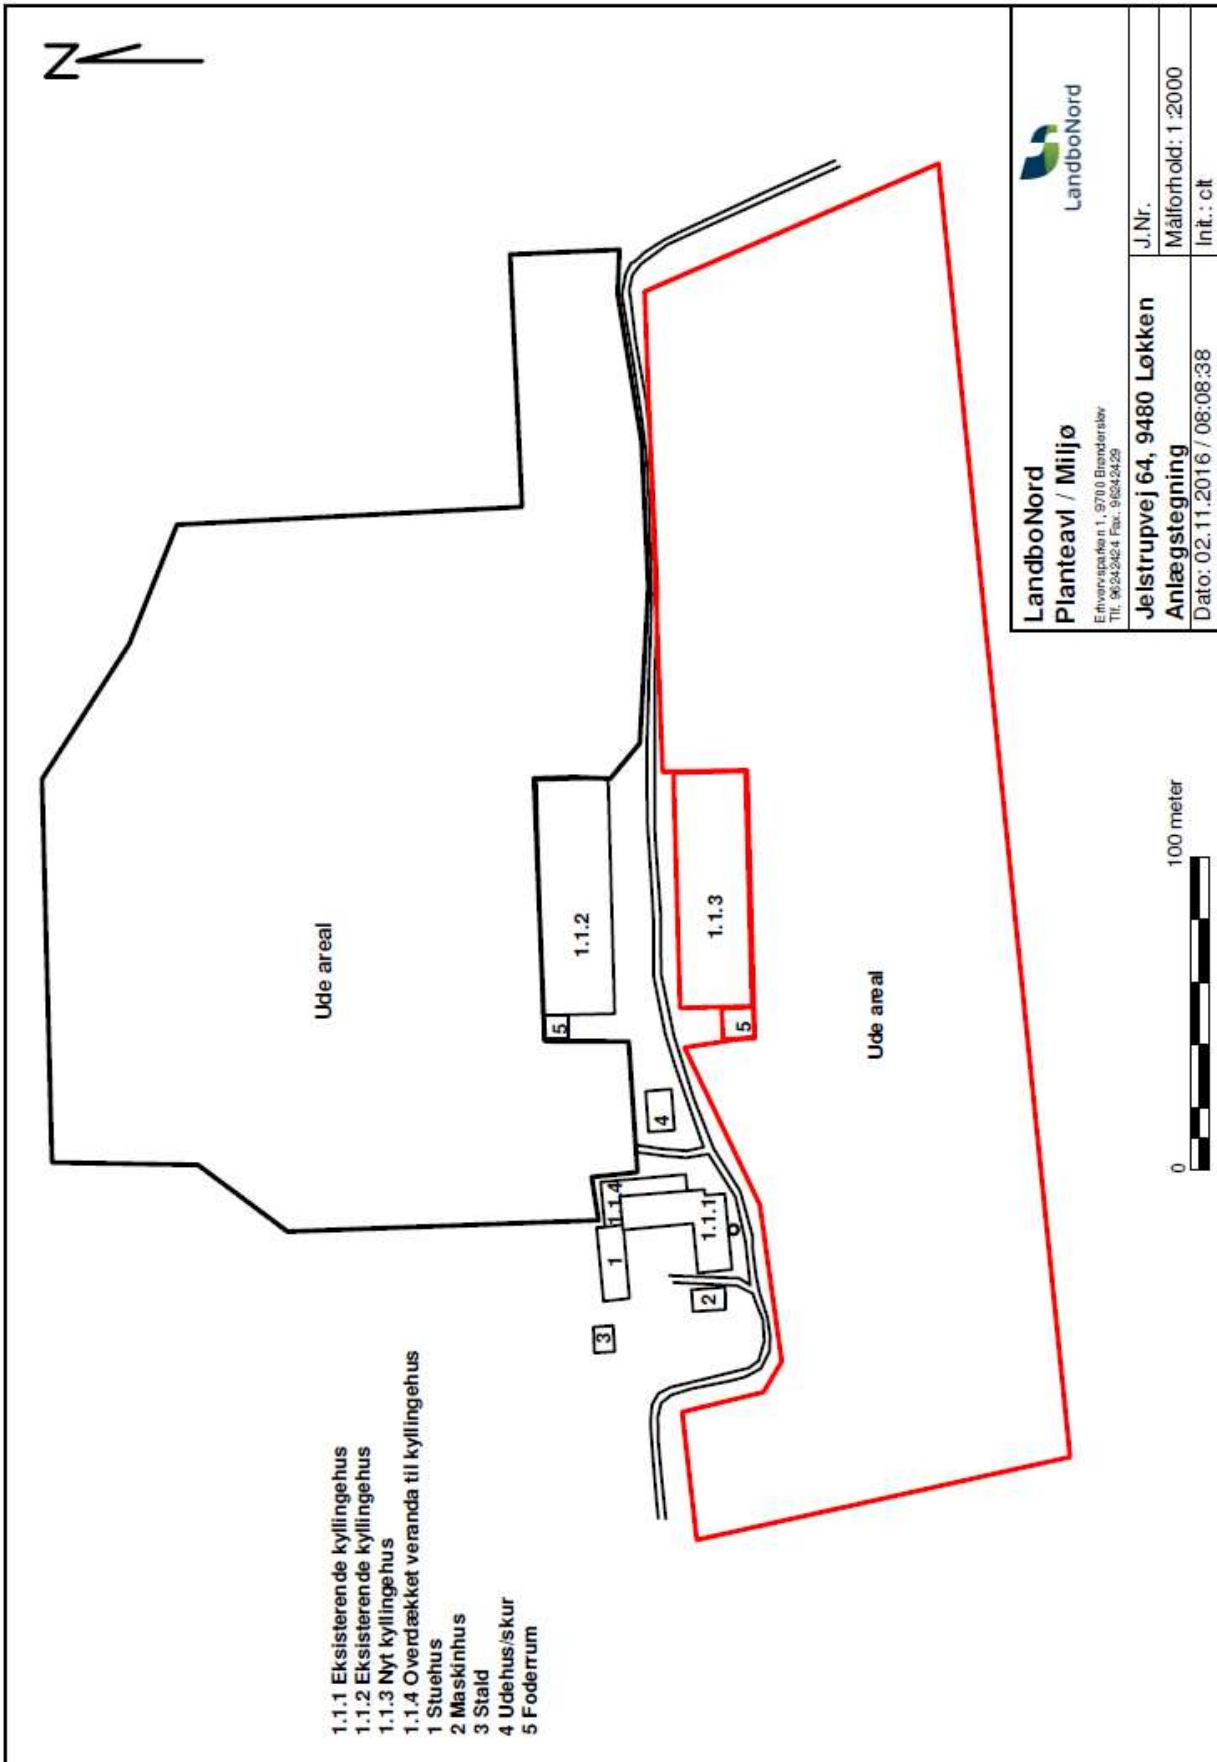 N
1.1.1 Eksisterende kyllingehus
1.1.2 Eksisterende kyllingehus
1.1.3 Nyt kyllingehus
1.1.4 Overdækket veranda til kyllingehus
1 Stuehus
2 Maskinhus
3 Stald
4 Udehus/skur
5 Foderrum
Ude areal
3
1
1.1.4
2
1.1.1
4
5
1.1.2
5
1.1.3
Ude areal
0
100 meter
LandboNord
Planteavl / Miljø
Erhvervsparken 1, 9700 Brønderslev
Tlf. 96242424 Fax. 96242429
LandboNord
Jelstrupvej 64, 9480 Løkken
Anlægstegning
Dato: 02.11.2016 / 08:08:38
J.Nr.
Målforhold: 1:2000
Init.: clt